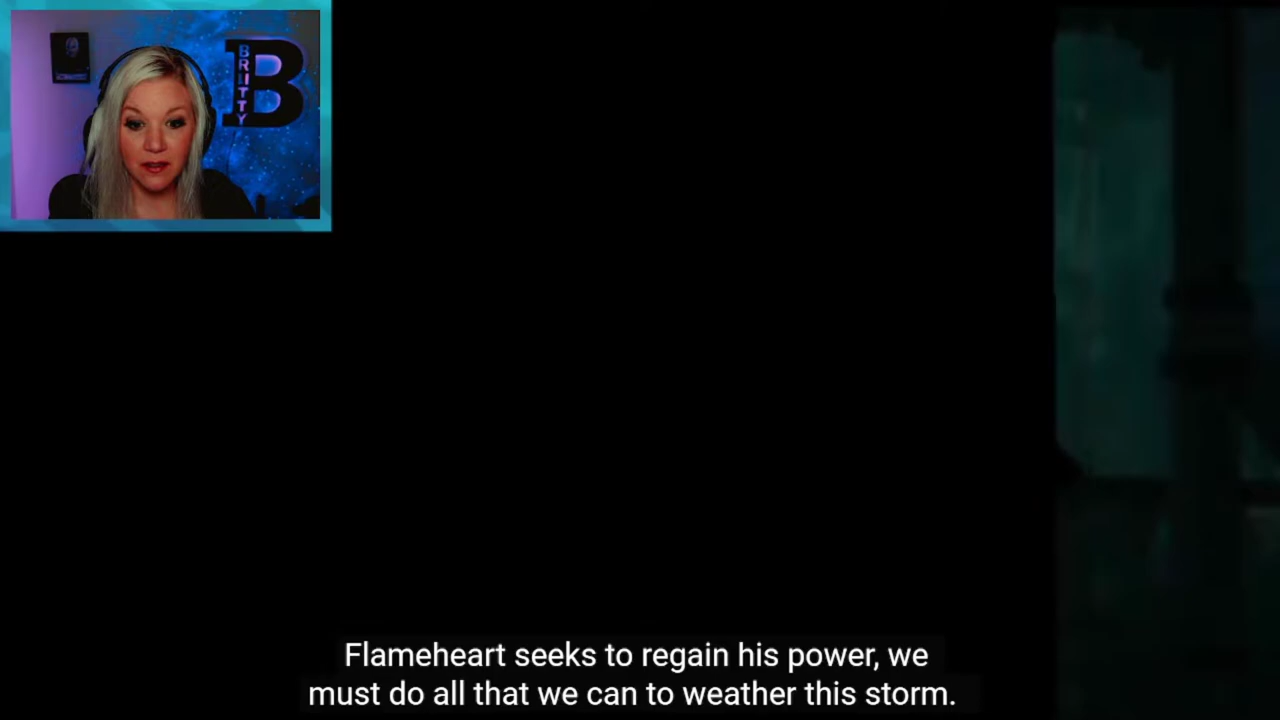 B
BRITTY
Flameheart seeks to regain his power, we
must do all that we can to weather this storm.